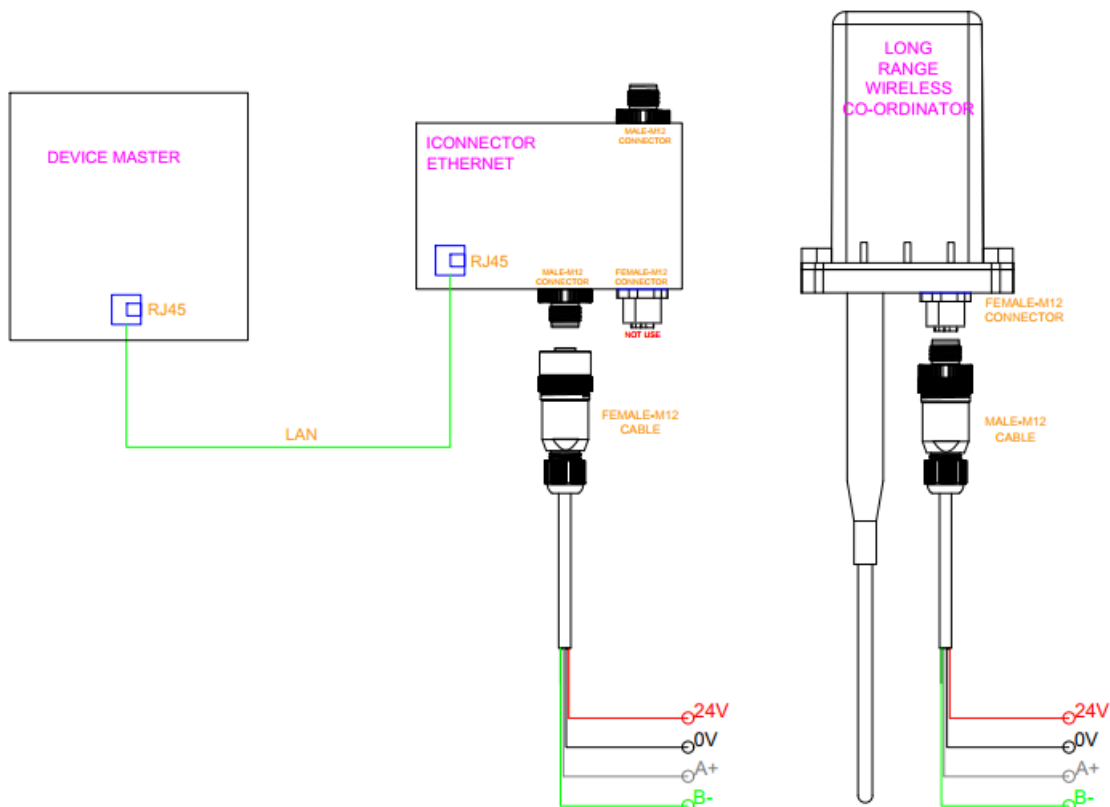 DEVICE MASTER
RJ45
LAN
ICONNECTOR
ETHERNET
MALE-M12
CONNECTOR
RJ45
MALE-M12
CONNECTOR
FEMALE-M12
CONNECTOR
NOT USE
FEMALE-M12
CABLE
24V
0V
A+
B-
LONG
RANGE
WIRELESS
CO-ORDINATOR
FEMALE-M12
CONNECTOR
MALE-M12
CABLE
24V
0V
A+
B-